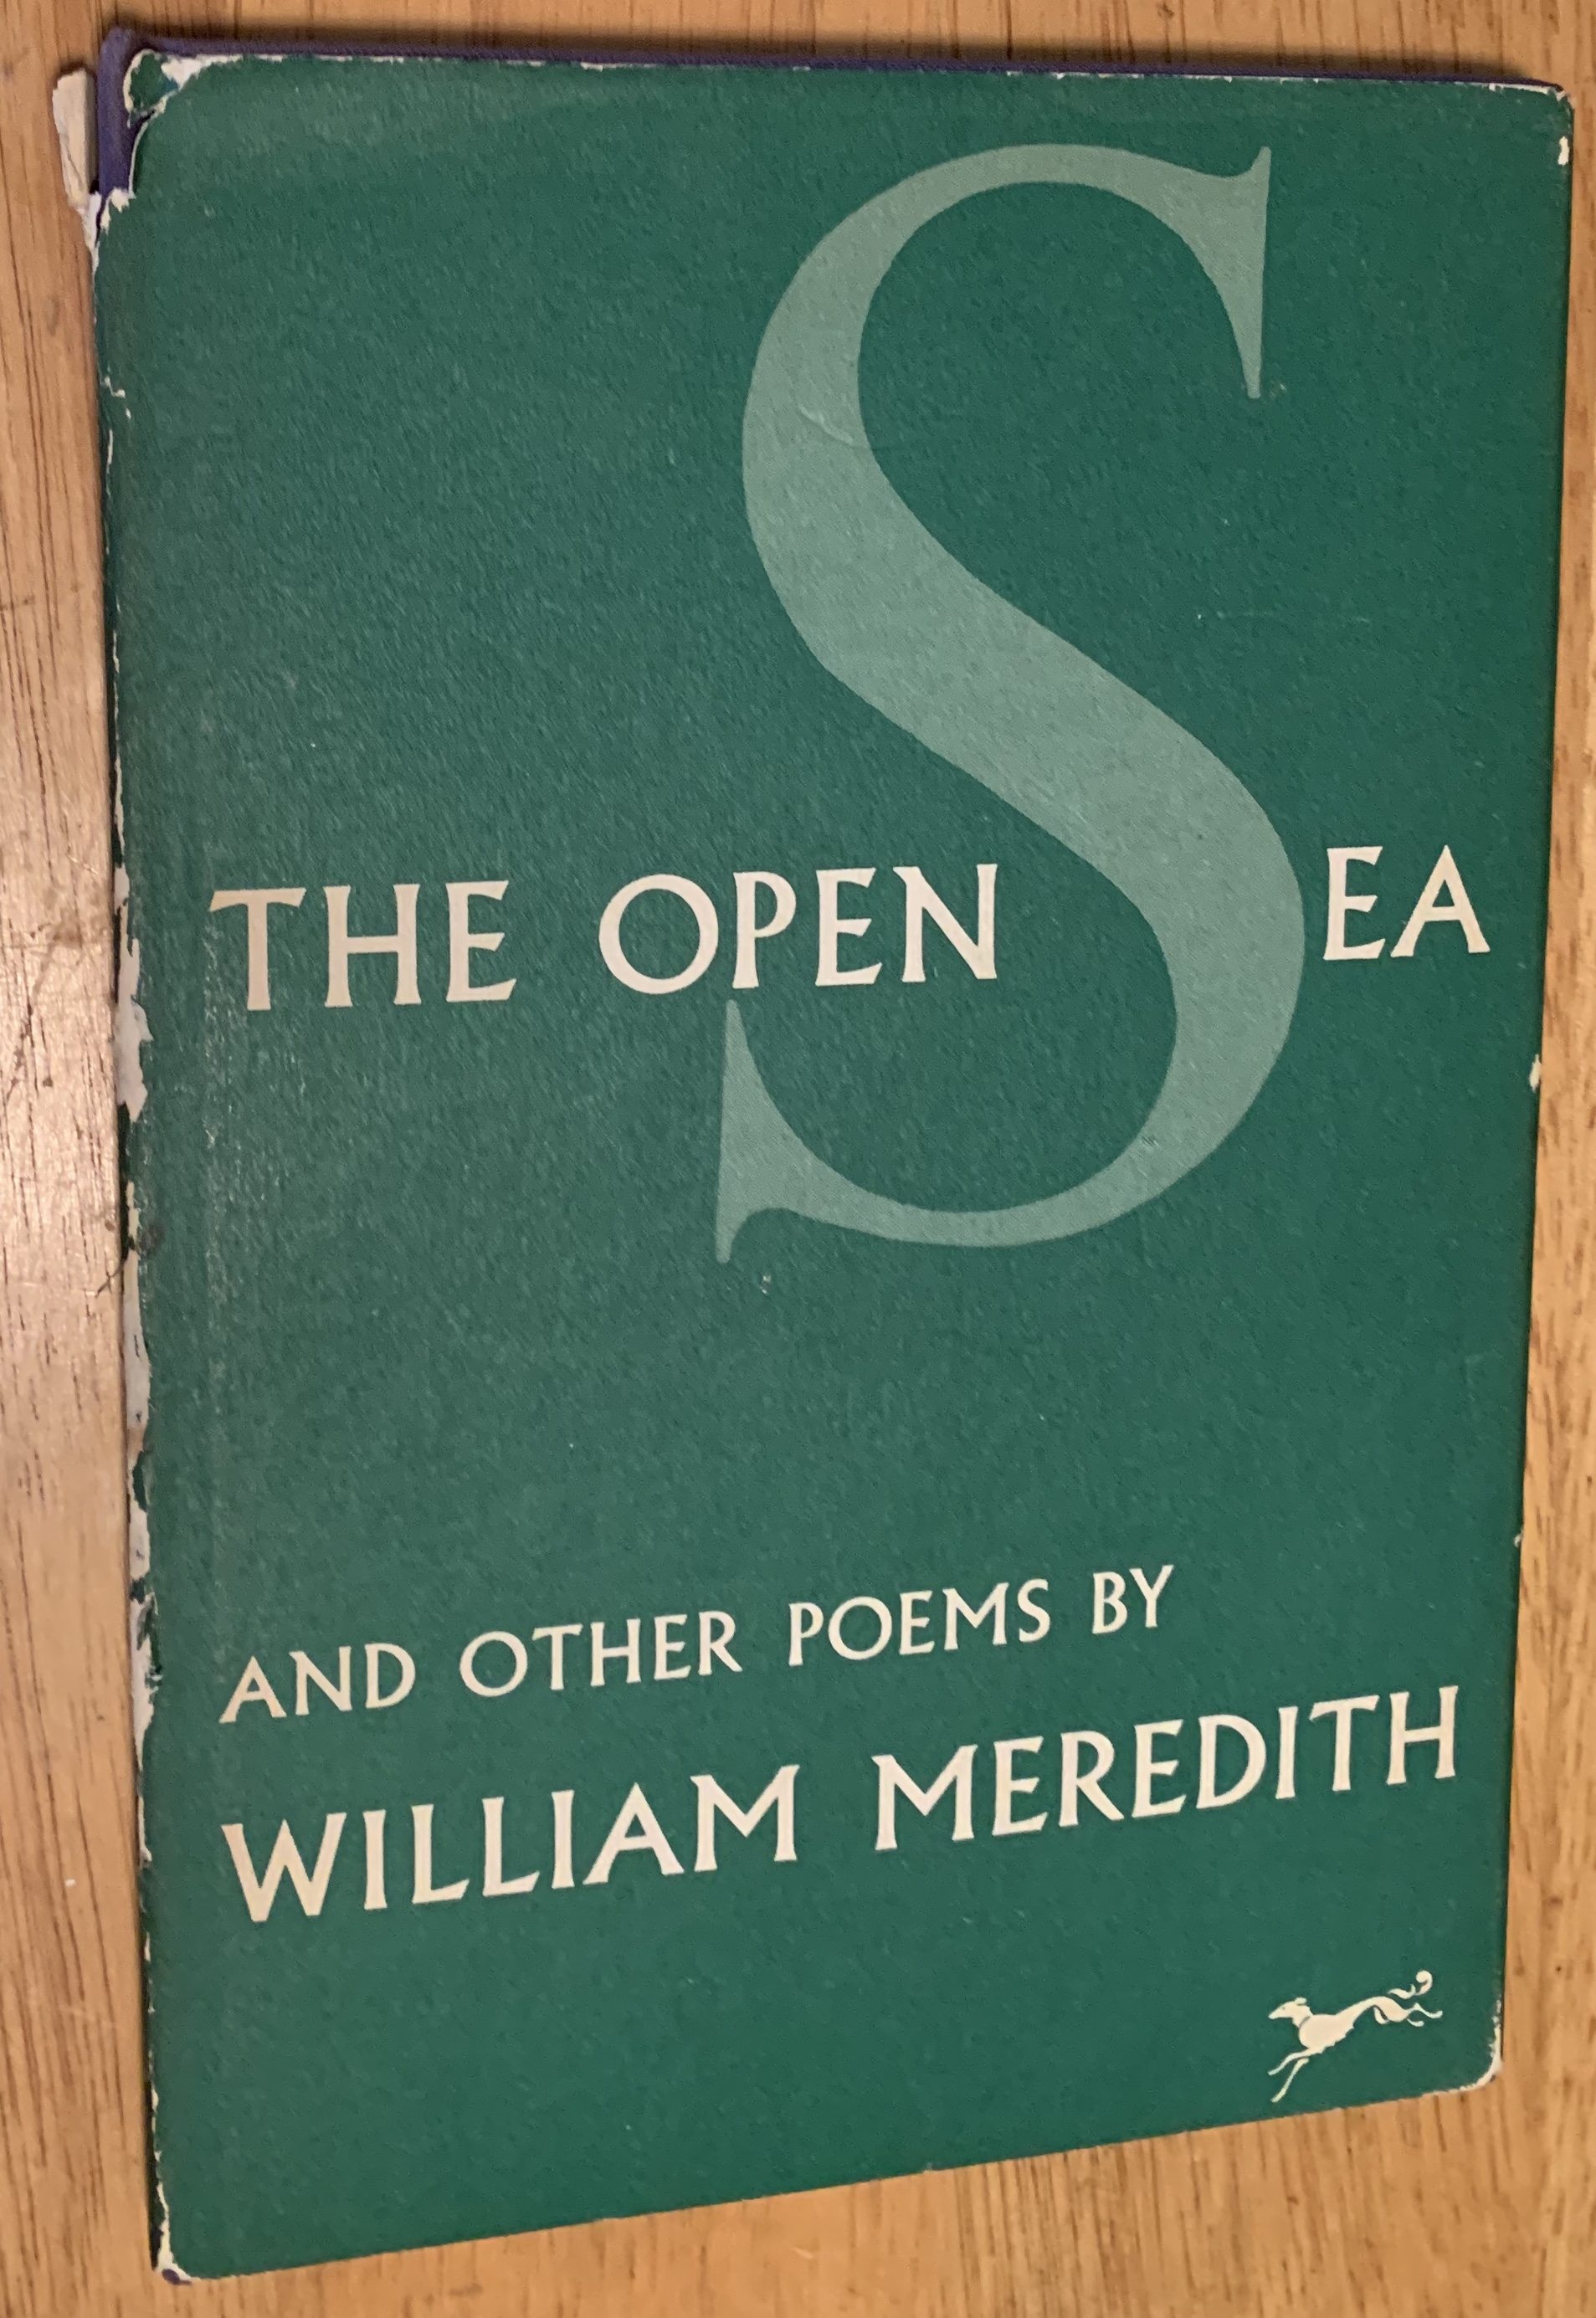 THE OPEN SEA
AND OTHER POEMS BY
WILLIAM MEREDITH